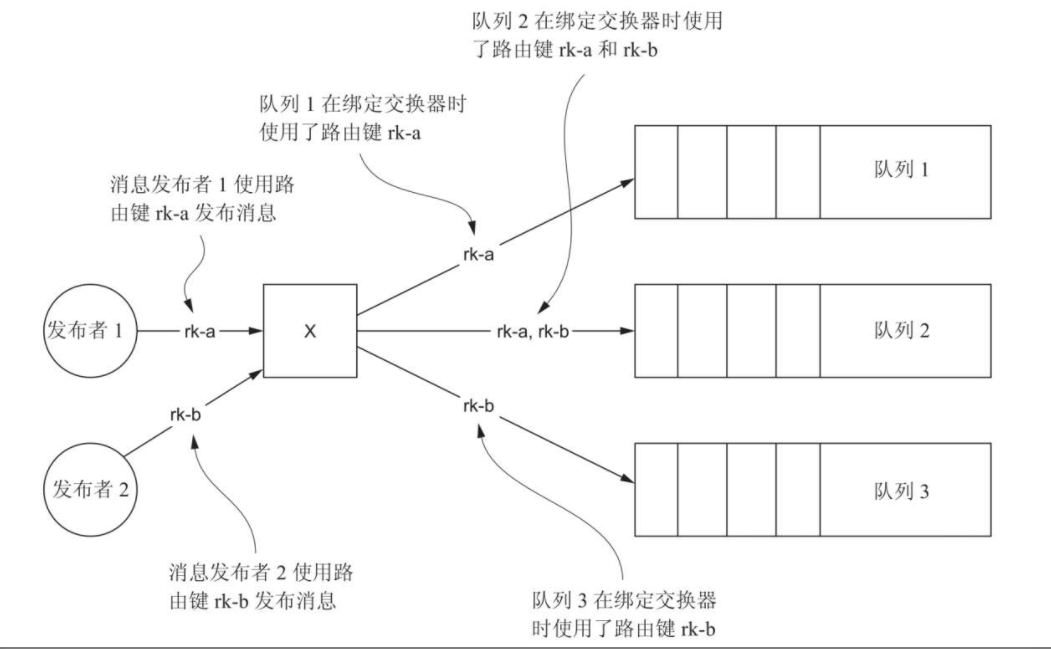 队列 2 在绑定交换器时使用
了路由键 rk-a 和 rk-b
队列 1 在绑定交换器时
使用了路由键 rk-a
消息发布者 1 使用路
由键 rk-a 发布消息
队列 1
rk-a
发布者 1
rk-a
X
rk-a, rk-b
队列 2
rk-b
rk-b
发布者 2
队列 3
消息发布者 2 使用路
由键 rk-b 发布消息
队列 3 在绑定交换器
时使用了路由键 rk-b